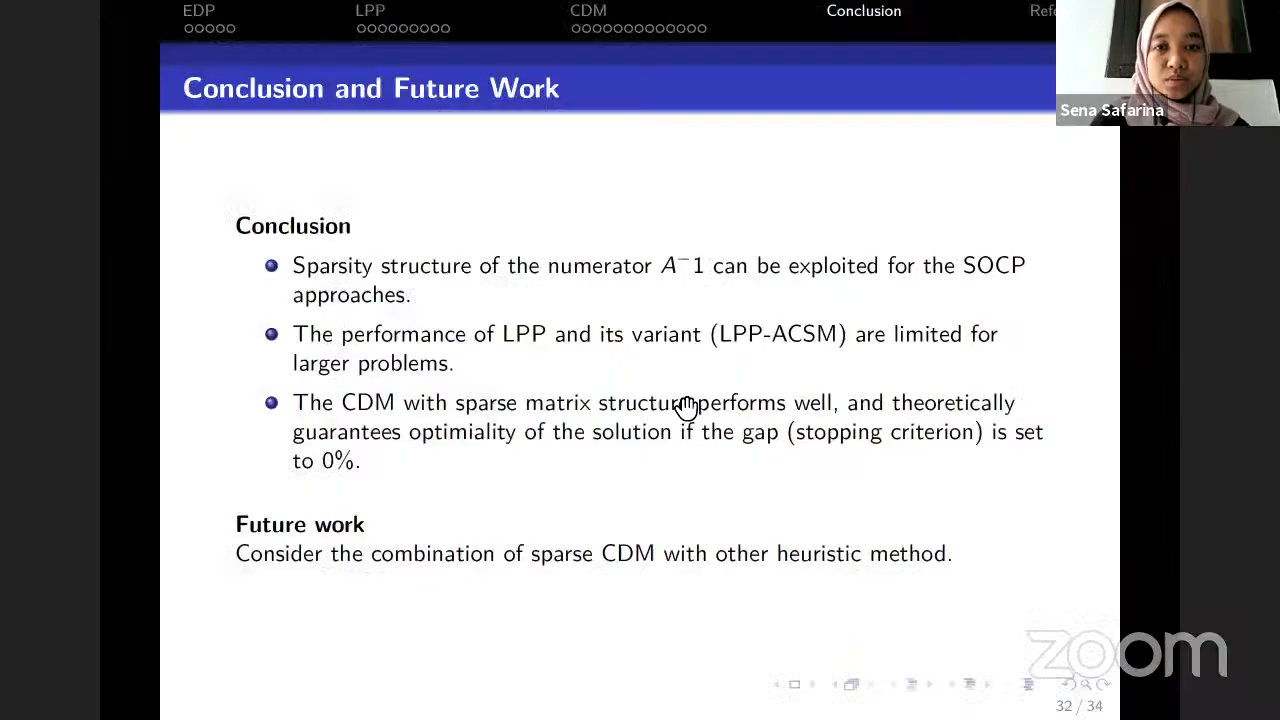 EDP LPP CDM Conclusion
Conclusion and Future Work
Sena Safarina
Conclusion
Sparsity structure of the numerator A⁻1 can be exploited for the SOCP
approaches.
The performance of LPP and its variant (LPP-ACSM) are limited for
larger problems.
The CDM with sparse matrix structure performs well, and theoretically
guarantees optimiality of the solution if the gap (stopping criterion) is set
to 0%.
Future work
Consider the combination of sparse CDM with other heuristic method.
zoom
32 / 34